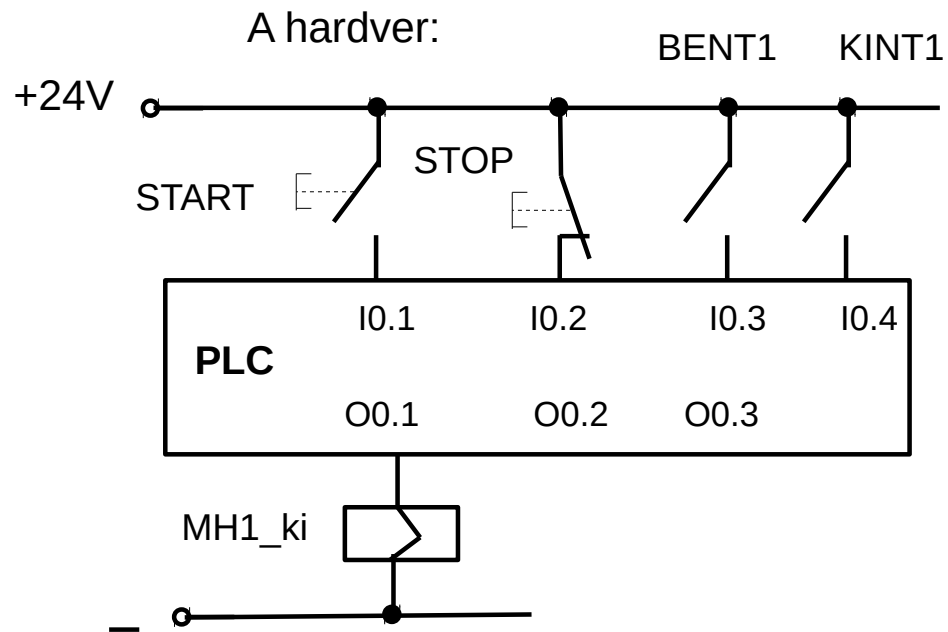 A hardver:
BENT1 KINT1
+24V
STOP
START
I0.1 I0.2 I0.3 I0.4
PLC
O0.1 O0.2 O0.3
MH1_ki
–